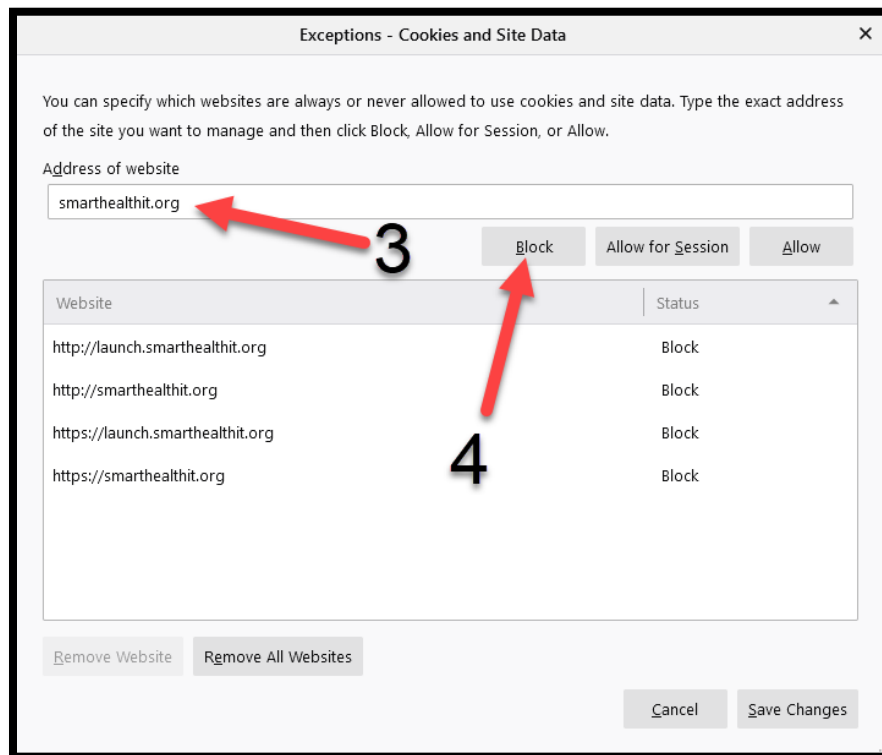 Exceptions - Cookies and Site Data
You can specify which websites are always or never allowed to use cookies and site data. Type the exact address
of the site you want to manage and then click Block, Allow for Session, or Allow.
Address of website
smarthealthit.org
3
Block Allow for Session Allow
Website Status
http://launch.smarthealthit.org Block
http://smarthealthit.org Block
https://launch.smarthealthit.org Block
4
https://smarthealthit.org Block
Remove Website Remove All Websites
Cancel Save Changes